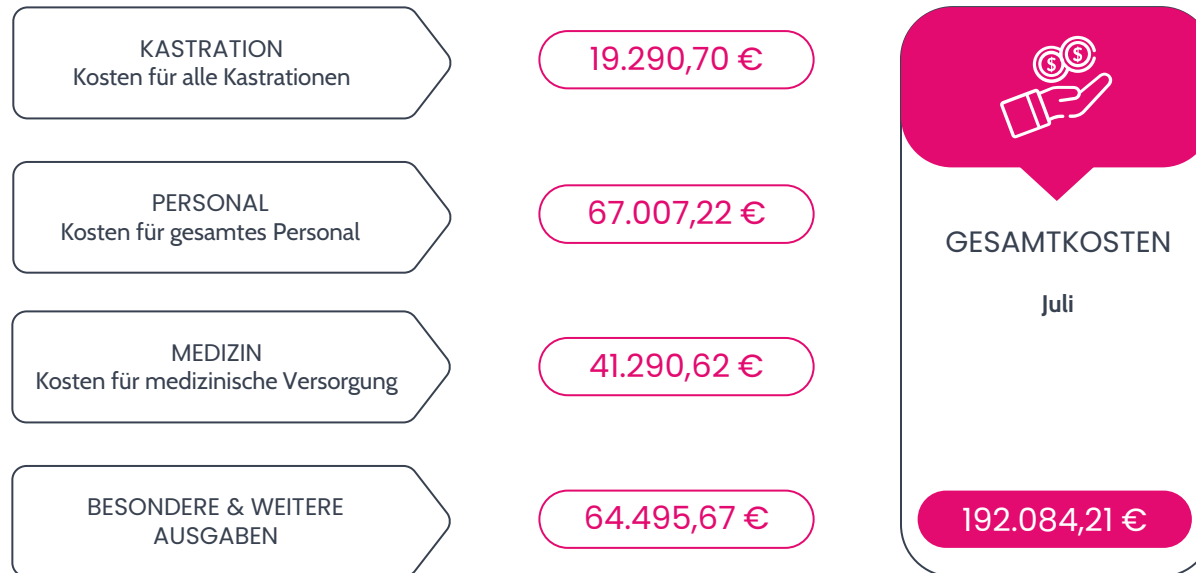 KASTRATION
Kosten für alle Kastrationen
19.290,70 €
PERSONAL
Kosten für gesamtes Personal
67.007,22 €
MEDIZIN
Kosten für medizinische Versorgung
41.290,62 €
BESONDERE & WEITERE
AUSGABEN
64.495,67 €
$ $
GESAMTKOSTEN
Juli
192.084,21 €